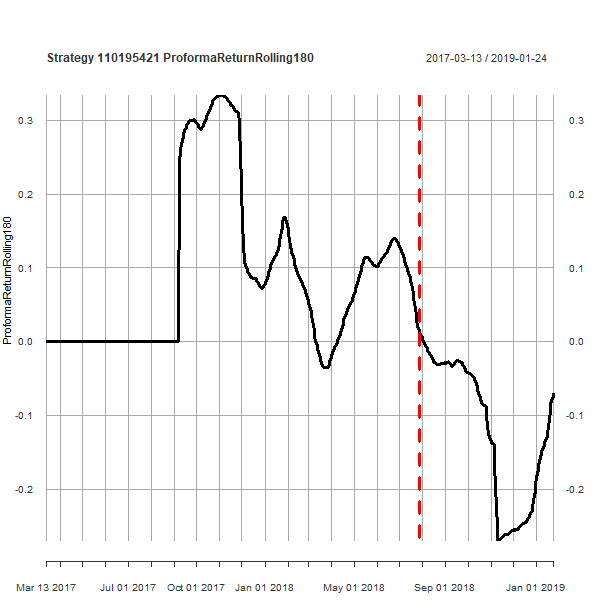 Strategy 110195421 ProformaReturnRolling180
2017-03-13 / 2019-01-24
ProformaReturnRolling180
0.3 0.3
0.2 0.2
0.1 0.1
0.0 0.0
-0.1 -0.1
-0.2 -0.2
Mar 13 2017 Jul 01 2017 Oct 01 2017 Jan 01 2018 May 01 2018 Sep 01 2018 Jan 01 2019